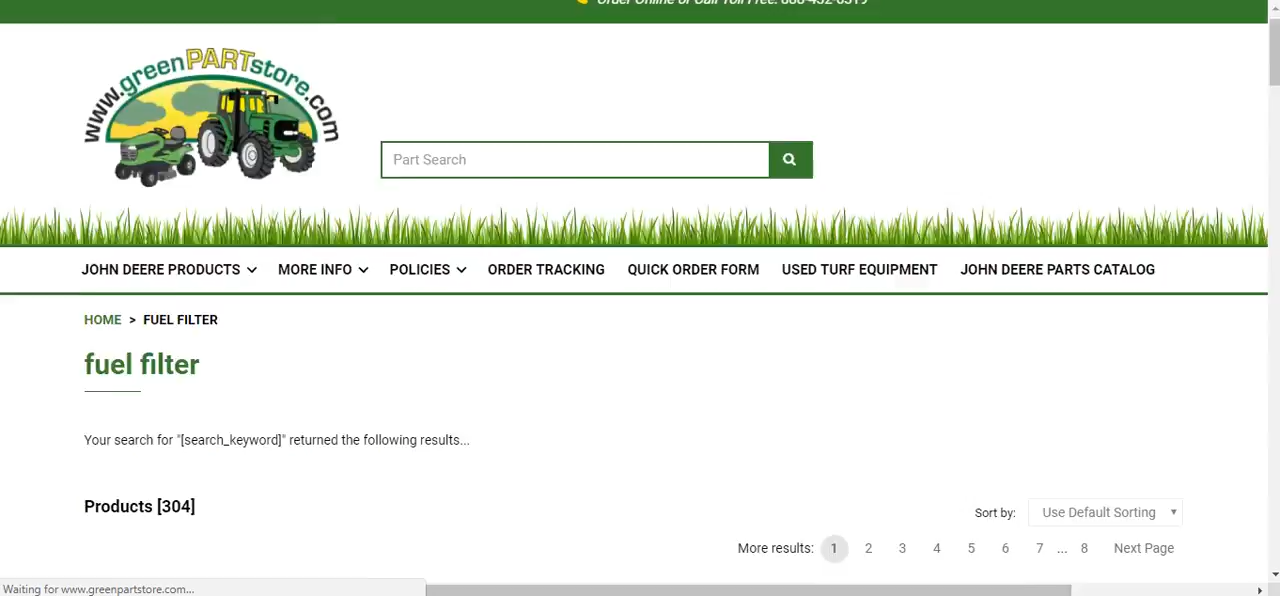 Order Online or Call Toll Free: 888-432-6319
www.greenPARTstore.com
Part Search
JOHN DEERE PRODUCTS MORE INFO POLICIES ORDER TRACKING QUICK ORDER FORM USED TURF EQUIPMENT JOHN DEERE PARTS CATALOG
HOME > FUEL FILTER
fuel filter
Your search for "[search_keyword]" returned the following results...
Products [304]
Sort by: Use Default Sorting
More results: 1 2 3 4 5 6 7 ... 8 Next Page
Waiting for www.greenpartstore.com...